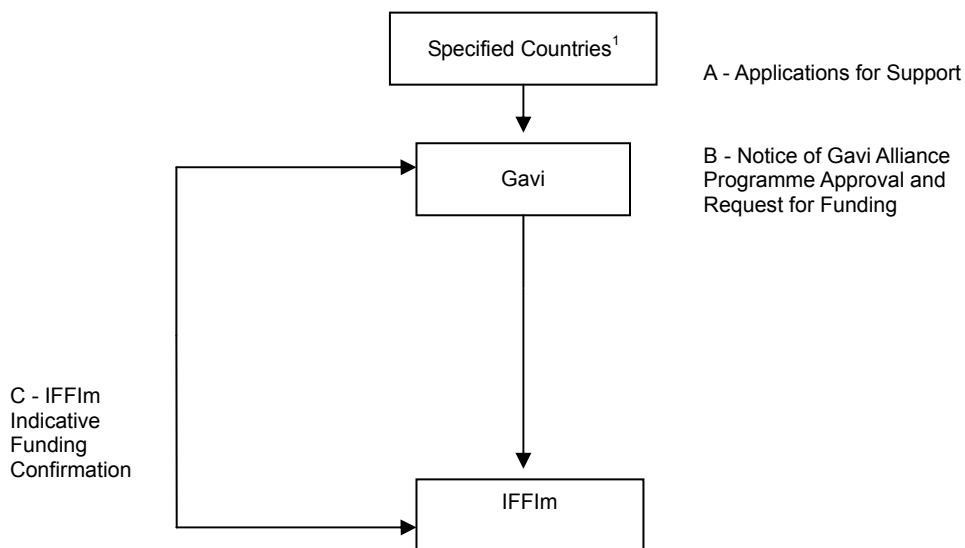 Specified Countries¹
A - Applications for Support
Gavi
B - Notice of Gavi Alliance
Programme Approval and
Request for Funding
C - IFFIm
Indicative
Funding
Confirmation
IFFIm